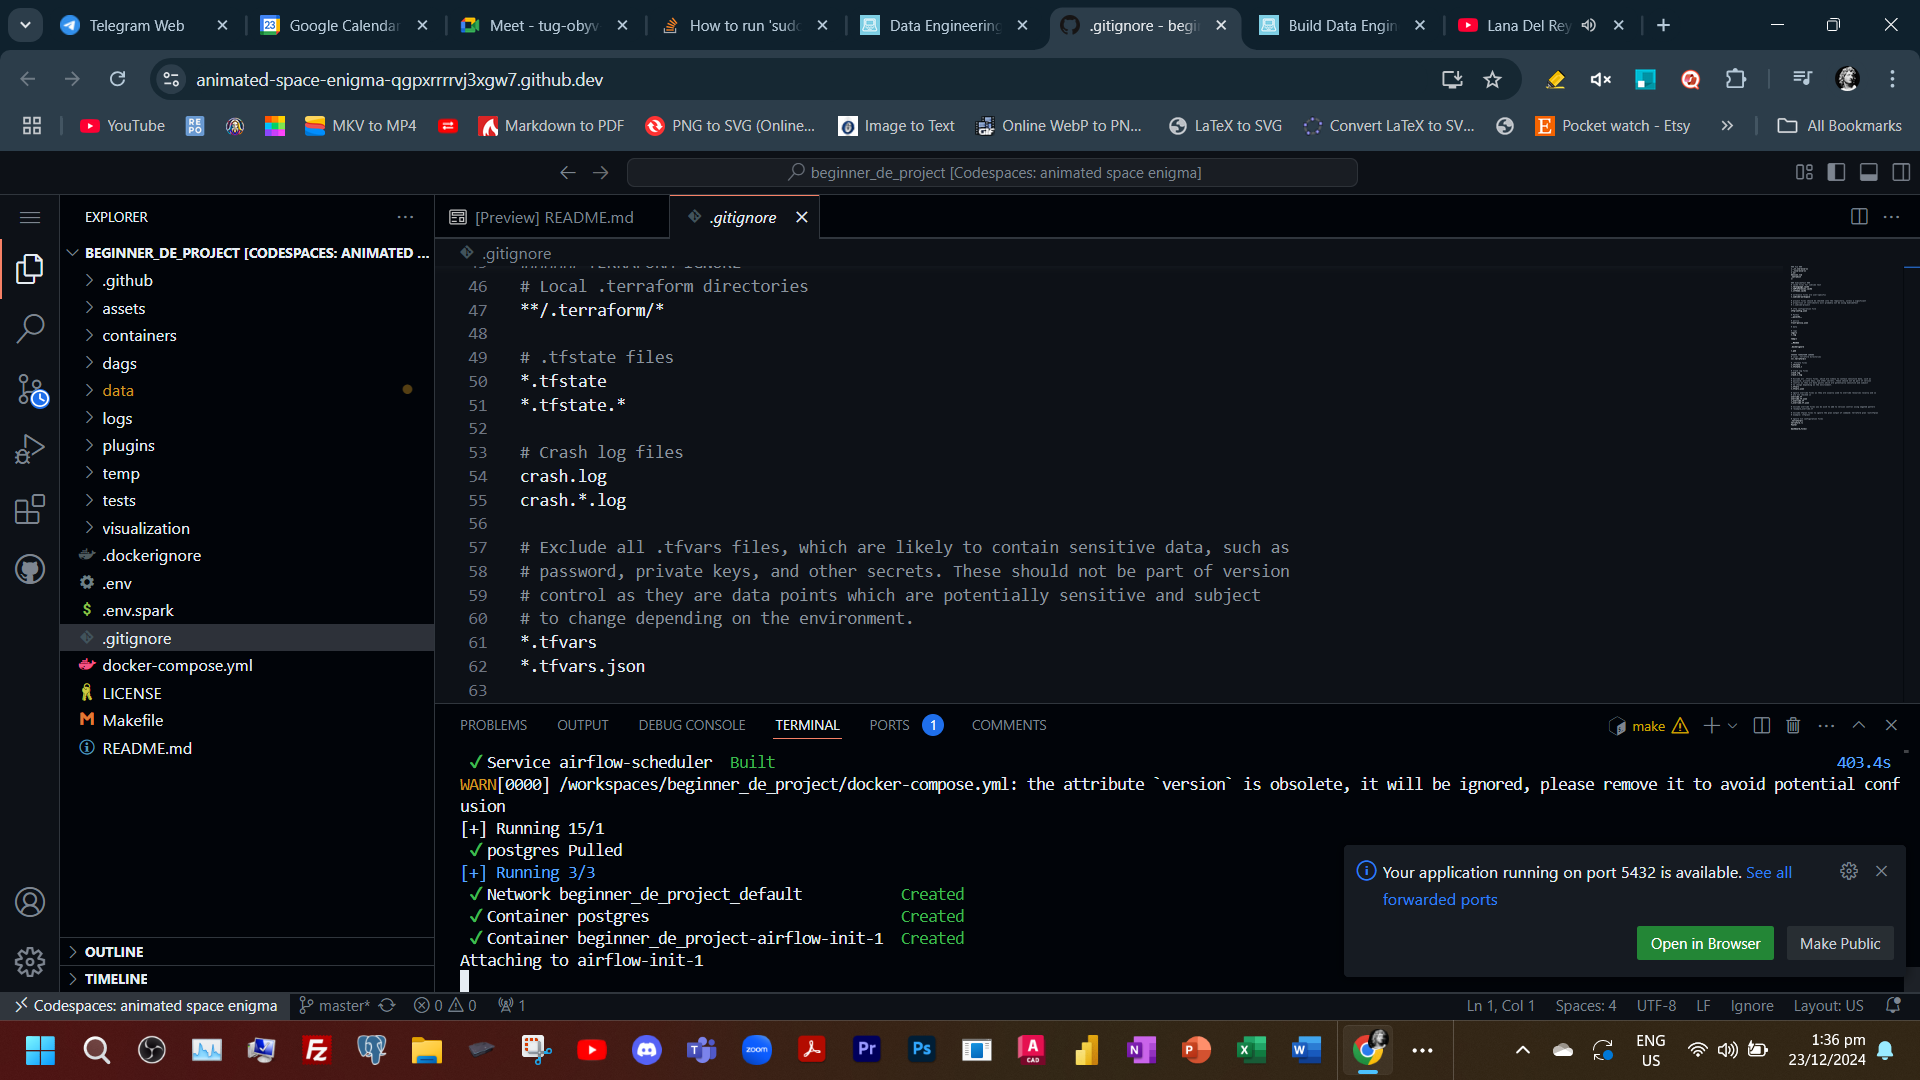 Telegram Web
Google Calendar
Meet - tug-obyv
How to run 'sudo
Data Engineering
.gitignore - begi
Build Data Engin
Lana Del Rey
animated-space-enigma-qgpxrrrrvj3xgw7.github.dev
YouTube
MKV to MP4
Markdown to PDF
PNG to SVG (Online...
Image to Text
Online WebP to PN...
LaTeX to SVG
Convert LaTeX to SV...
Pocket watch - Etsy
All Bookmarks
beginner_de_project [Codespaces: animated space enigma]
EXPLORER
[Preview] README.md
.gitignore
BEGINNER_DE_PROJECT [CODESPACES: ANIMATED ...
.github
assets
containers
dags
data
logs
plugins
temp
tests
visualization
.dockerignore
.env
.env.spark
.gitignore
docker-compose.yml
LICENSE
Makefile
README.md
OUTLINE
TIMELINE
.gitignore
46 # Local .terraform directories
47 **/.terraform/*
48
49 # .tfstate files
50 *.tfstate
51 *.tfstate.*
52
53 # Crash log files
54 crash.log
55 crash.*.log
56
57 # Exclude all .tfvars files, which are likely to contain sensitive data, such as
58 # password, private keys, and other secrets. These should not be part of version
59 # control as they are data points which are potentially sensitive and subject
60 # to change depending on the environment.
61 *.tfvars
62 *.tfvars.json
63
PROBLEMS OUTPUT DEBUG CONSOLE TERMINAL PORTS 1 COMMENTS
make
✔ Service airflow-scheduler Built 403.4s
WARN[0000] /workspaces/beginner_de_project/docker-compose.yml: the attribute `version` is obsolete, it will be ignored, please remove it to avoid potential conf
usion
[+] Running 15/1
✔ postgres Pulled
[+] Running 3/3
✔ Network beginner_de_project_default Created
✔ Container postgres Created
✔ Container beginner_de_project-airflow-init-1 Created
Attaching to airflow-init-1
Your application running on port 5432 is available. See all
forwarded ports
Open in Browser
Make Public
Codespaces: animated space enigma
master*
0 0
1
Ln 1, Col 1
Spaces: 4
UTF-8
LF
Ignore
Layout: US
ENG
US
1:36 pm
23/12/2024